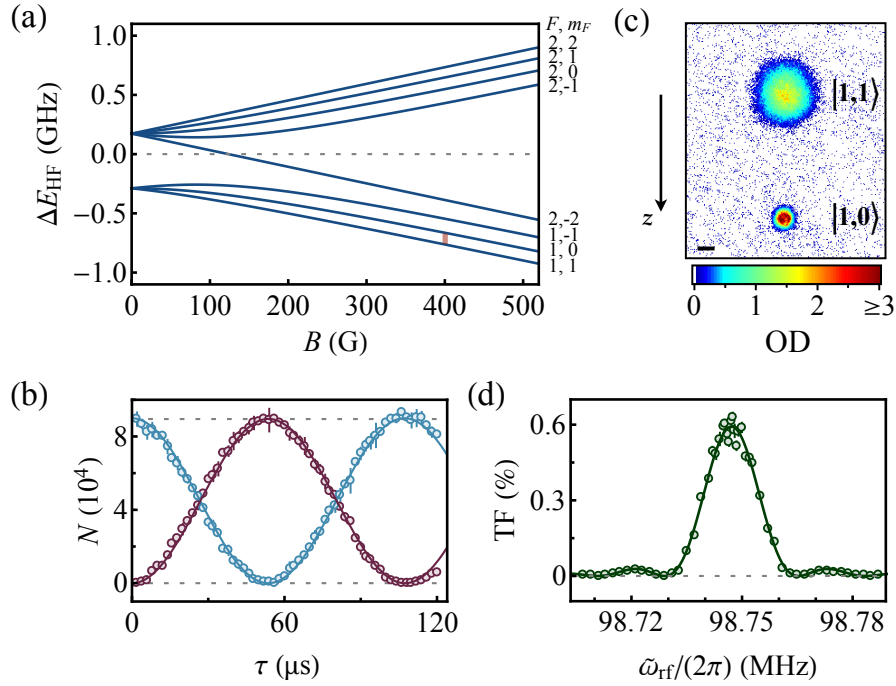 (a)
1.0
0.5
0.0
−0.5
−1.0
ΔE_HF (GHz)
0
100
200
300
400
500
B (G)
F, m_F
2, 2
2, 1
2, 0
2,-1
2,-2
1,-1
1, 0
1, 1
(c)
|1,1⟩
|1,0⟩
z
0
1
2
≥3
OD
(b)
8
4
0
N (10⁴)
0
60
120
τ (μs)
(d)
0.6
0.3
0
TF (%)
98.72
98.75
98.78
ω̃_rf/(2π) (MHz)